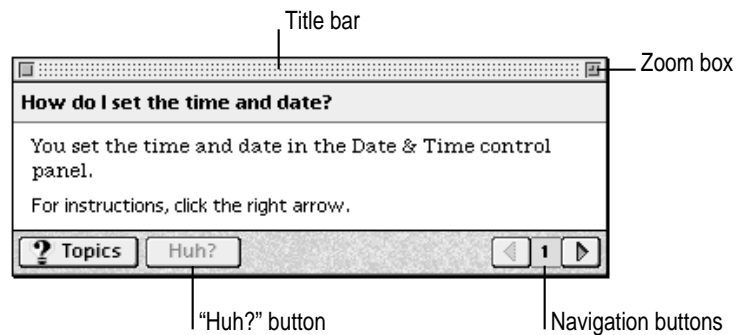 Title bar
Zoom box
How do I set the time and date?
You set the time and date in the Date & Time control
panel.
For instructions, click the right arrow.
? Topics
Huh?
1
“Huh?” button
Navigation buttons